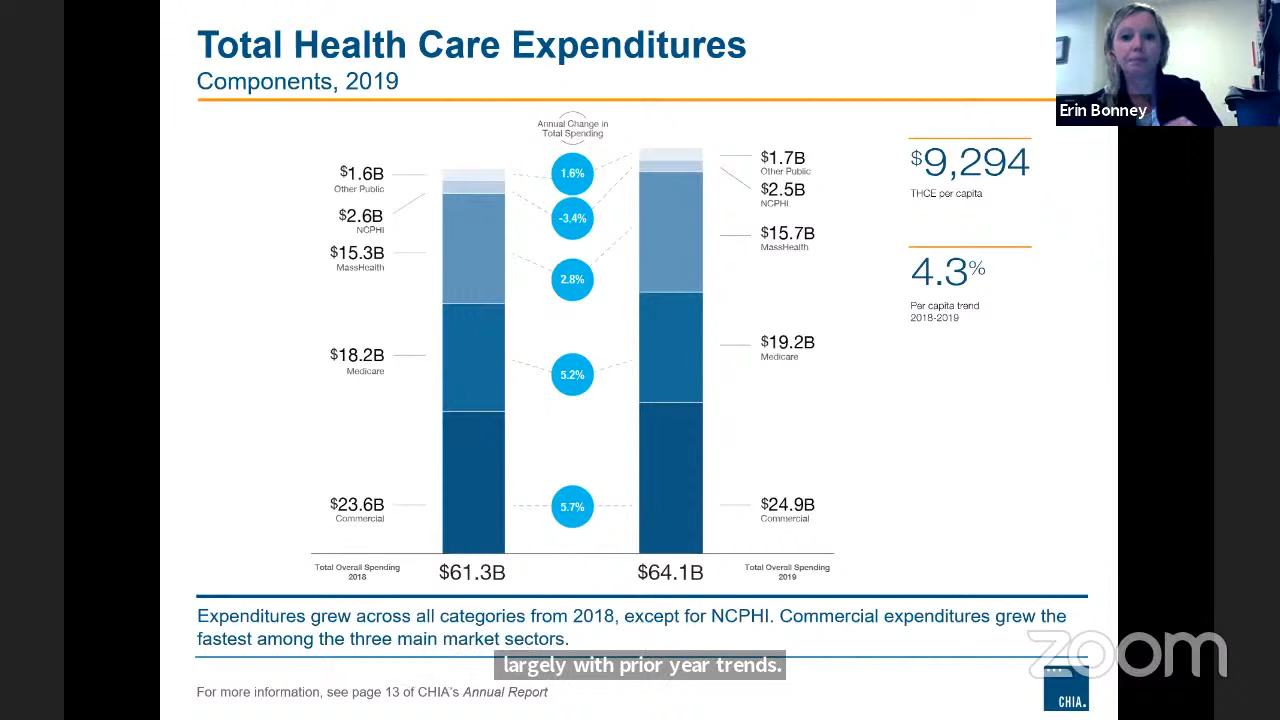 Total Health Care Expenditures
Components, 2019
Erin Bonney
Annual Change in
Total Spending
$1.6B
Other Public
$2.6B
NCPHI
$15.3B
MassHealth
$18.2B
Medicare
$23.6B
Commercial
1.6%
-3.4%
2.8%
5.2%
5.7%
$1.7B
Other Public
$2.5B
NCPHI
$15.7B
MassHealth
$19.2B
Medicare
$24.9B
Commercial
$9,294
THCE per capita
4.3%
Per capita trend
2018-2019
Total Overall Spending
2018
$61.3B
$64.1B
Total Overall Spending
2019
Expenditures grew across all categories from 2018, except for NCPHI. Commercial expenditures grew the
fastest among the three main market sectors.
largely with prior year trends.
zoom
For more information, see page 13 of CHIA's Annual Report
CHIA.